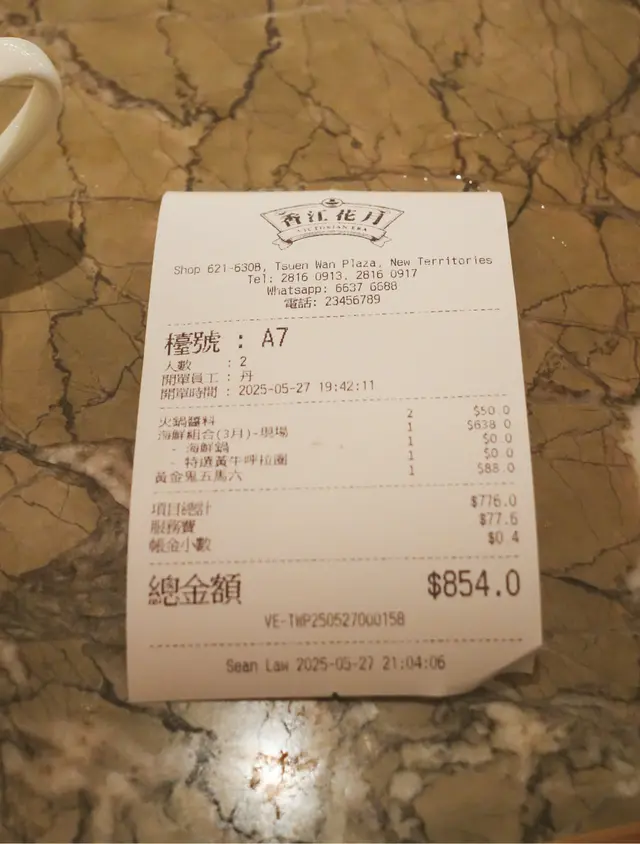 香江花月
VICTORIAN ERA
Shop 621-630B, Tsuen Wan Plaza, New Territories
Tel: 2816 0913, 2816 0917
Whatsapp: 6637 6688
電話: 23456789
檯號 : A7
人數 : 2
開單員工 : 丹
開單時間 : 2025-05-27 19:42:11
火鍋醬料 2 $50.0
海鮮組合(3月)-現場 1 $638.0
- 海鮮鍋 1 $0.0
- 特選黃牛呼拉圈 1 $0.0
黃金鬼五馬六 1 $88.0
項目總計 $776.0
服務費 $77.6
帳金小數 $0.4
總金額 $854.0
VE-TWP250527000158
Sean Law 2025-05-27 21:04:06